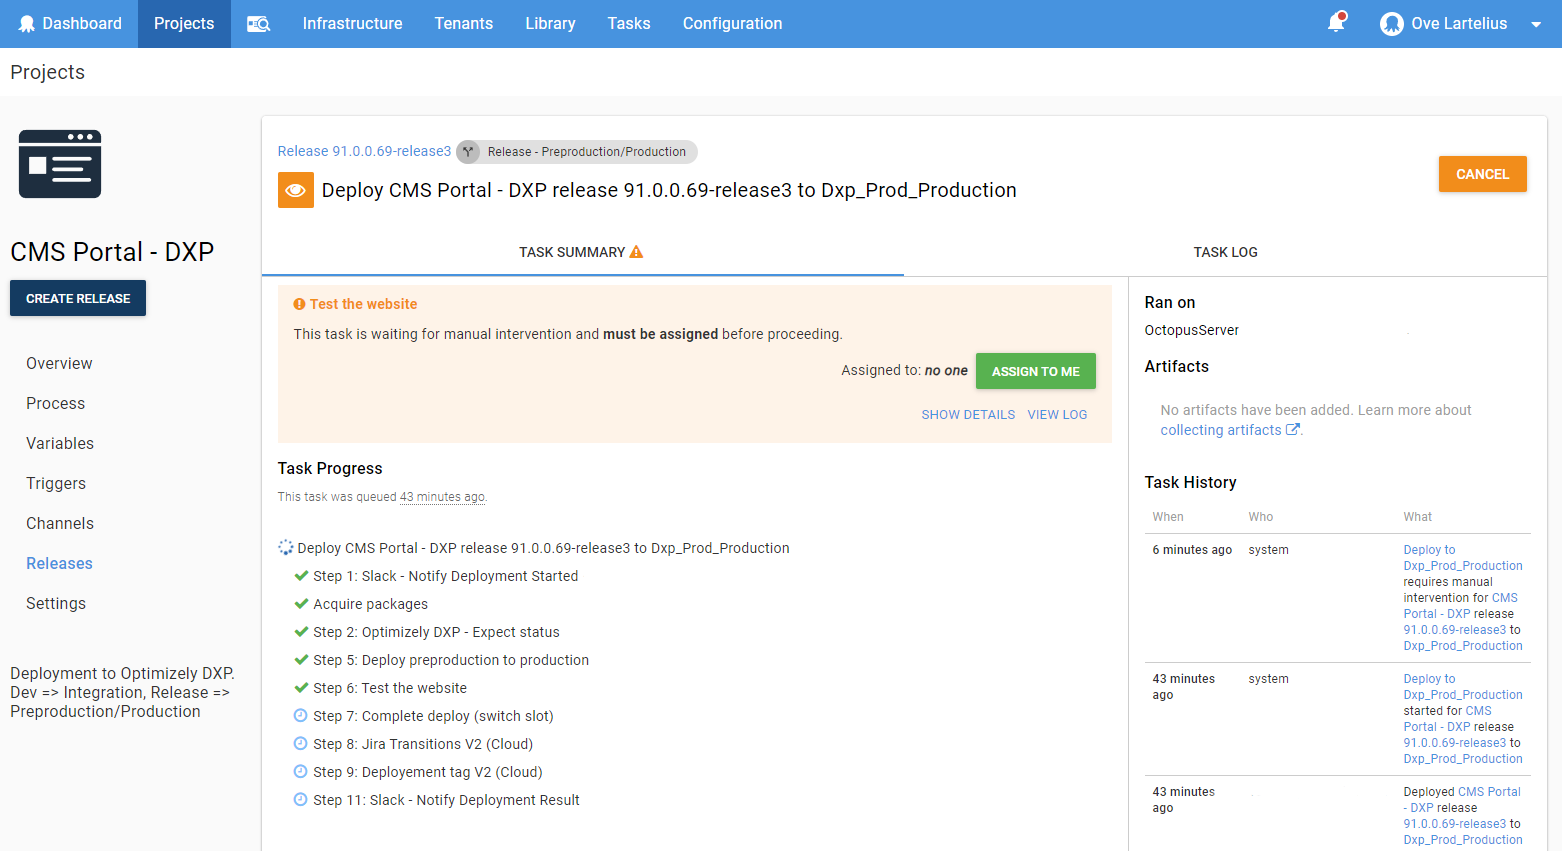 Dashboard
Projects
Infrastructure
Tenants
Library
Tasks
Configuration
Ove Lartelius
Projects
CMS Portal - DXP
CREATE RELEASE
Overview
Process
Variables
Triggers
Channels
Releases
Settings
Deployment to Optimizely DXP.
Dev => Integration, Release =>
Preproduction/Production
Release 91.0.0.69-release3
Release - Preproduction/Production
Deploy CMS Portal - DXP release 91.0.0.69-release3 to Dxp_Prod_Production
CANCEL
TASK SUMMARY
TASK LOG
Test the website
This task is waiting for manual intervention and must be assigned before proceeding.
Assigned to: no one
ASSIGN TO ME
SHOW DETAILS
VIEW LOG
Task Progress
This task was queued 43 minutes ago.
Deploy CMS Portal - DXP release 91.0.0.69-release3 to Dxp_Prod_Production
Step 1: Slack - Notify Deployment Started
Acquire packages
Step 2: Optimizely DXP - Expect status
Step 5: Deploy preproduction to production
Step 6: Test the website
Step 7: Complete deploy (switch slot)
Step 8: Jira Transitions V2 (Cloud)
Step 9: Deployement tag V2 (Cloud)
Step 11: Slack - Notify Deployment Result
Ran on
OctopusServer
Artifacts
No artifacts have been added. Learn more about
collecting artifacts.
Task History
When Who What
6 minutes ago system Deploy to
Dxp_Prod_Production
requires manual
intervention for CMS
Portal - DXP release
91.0.0.69-release3 to
Dxp_Prod_Production
43 minutes system Deploy to
ago Dxp_Prod_Production
started for CMS
Portal - DXP release
91.0.0.69-release3 to
Dxp_Prod_Production
43 minutes Deployed CMS Portal
ago - DXP release
91.0.0.69-release3 to
Dxp_Prod_Production